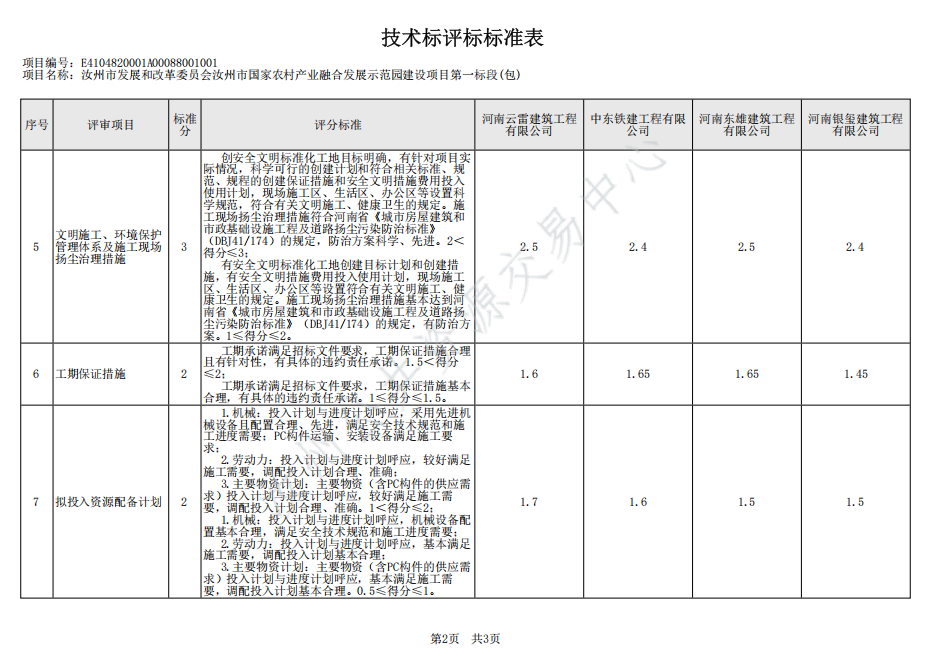 技术标评标标准表
项目编号：E4104820001A00088001001
项目名称：汝州市发展和改革委员会汝州市国家农村产业融合发展示范园建设项目第一标段(包)
序号
评审项目
标准
分
评分标准
河南云雷建筑工程
有限公司
中东铁建工程有限
公司
河南东雄建筑工程
有限公司
河南银玺建筑工程
有限公司
5
文明施工、环境保护
管理体系及施工现场
扬尘治理措施
3
创安全文明标准化工地目标明确，有针对项目实
际情况，科学可行的创建计划和符合相关标准、规
范、规程的创建保证措施和安全文明措施费用投入
使用计划，现场施工区、生活区、办公区等设置科
学规范，符合有关文明施工、健康卫生的规定。施
工现场扬尘治理措施符合河南省《城市房屋建筑和
市政基础设施工程及道路扬尘污染防治标准》
（DBJ41/174）的规定，防治方案科学、先进。2＜
得分≤3；
有安全文明标准化工地创建目标计划和创建措
施，有安全文明措施费用投入使用计划，现场施工
区、生活区、办公区等设置符合有关文明施工、健
康卫生的规定。施工现场扬尘治理措施基本达到河
南省《城市房屋建筑和市政基础设施工程及道路扬
尘污染防治标准》（DBJ41/174）的规定，有防治方
案。1≤得分≤2。
2.5
2.4
2.5
2.4
6
工期保证措施
2
工期承诺满足招标文件要求，工期保证措施合理
且有针对性，有具体的违约责任承诺。1.5＜得分
≤2；
工期承诺满足招标文件要求，工期保证措施基本
合理，有具体的违约责任承诺。1≤得分≤1.5。
1.6
1.65
1.65
1.45
7
拟投入资源配备计划
2
1.机械：投入计划与进度计划呼应，采用先进机
械设备且配置合理、先进，满足安全技术规范和施
工进度需要；PC构件运输、安装设备满足施工要
求；
2.劳动力：投入计划与进度计划呼应，较好满足
施工需要，调配投入计划合理、准确；
3.主要物资计划：主要物资（含PC构件的供应需
求）投入计划与进度计划呼应，较好满足施工需
要，调配投入计划合理、准确。1＜得分≤2；
1.机械：投入计划与进度计划呼应，机械设备配
置基本合理，满足安全技术规范和施工进度需要；
2.劳动力：投入计划与进度计划呼应，基本满足
施工需要，调配投入计划基本合理；
3.主要物资计划：主要物资（含PC构件的供应需
求）投入计划与进度计划呼应，基本满足施工需
要，调配投入计划基本合理。0.5≤得分≤1。
1.7
1.6
1.5
1.5
第2页 共3页